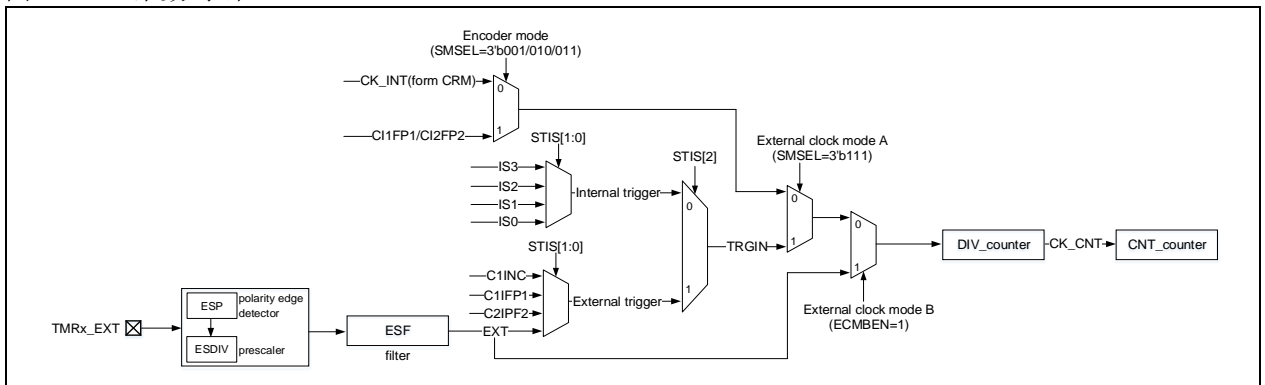 Encoder mode
(SMSEL=3'b001/010/011)
CK_INT(form CRM)
0
CI1FP1/CI2FP2
1
STIS[1:0]
External clock mode A
(SMSEL=3'b111)
IS3
STIS[2]
IS2
Internal trigger
0
0
IS1
0
IS0
DIV_counter
CK_CNT
CNT_counter
STIS[1:0]
TRGIN
1
C1INC
1
C1IFP1
External trigger
1
External clock mode B
(ECMBEN=1)
C2IPF2
EXT
TMRx_EXT
ESP
polarity edge
detector
ESDIV
prescaler
ESF
filter